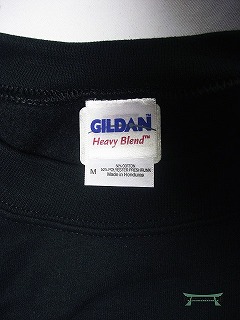 GILDAN
Heavy Blend™
M
50% COTTON
50% POLYESTER
Made in Honduras